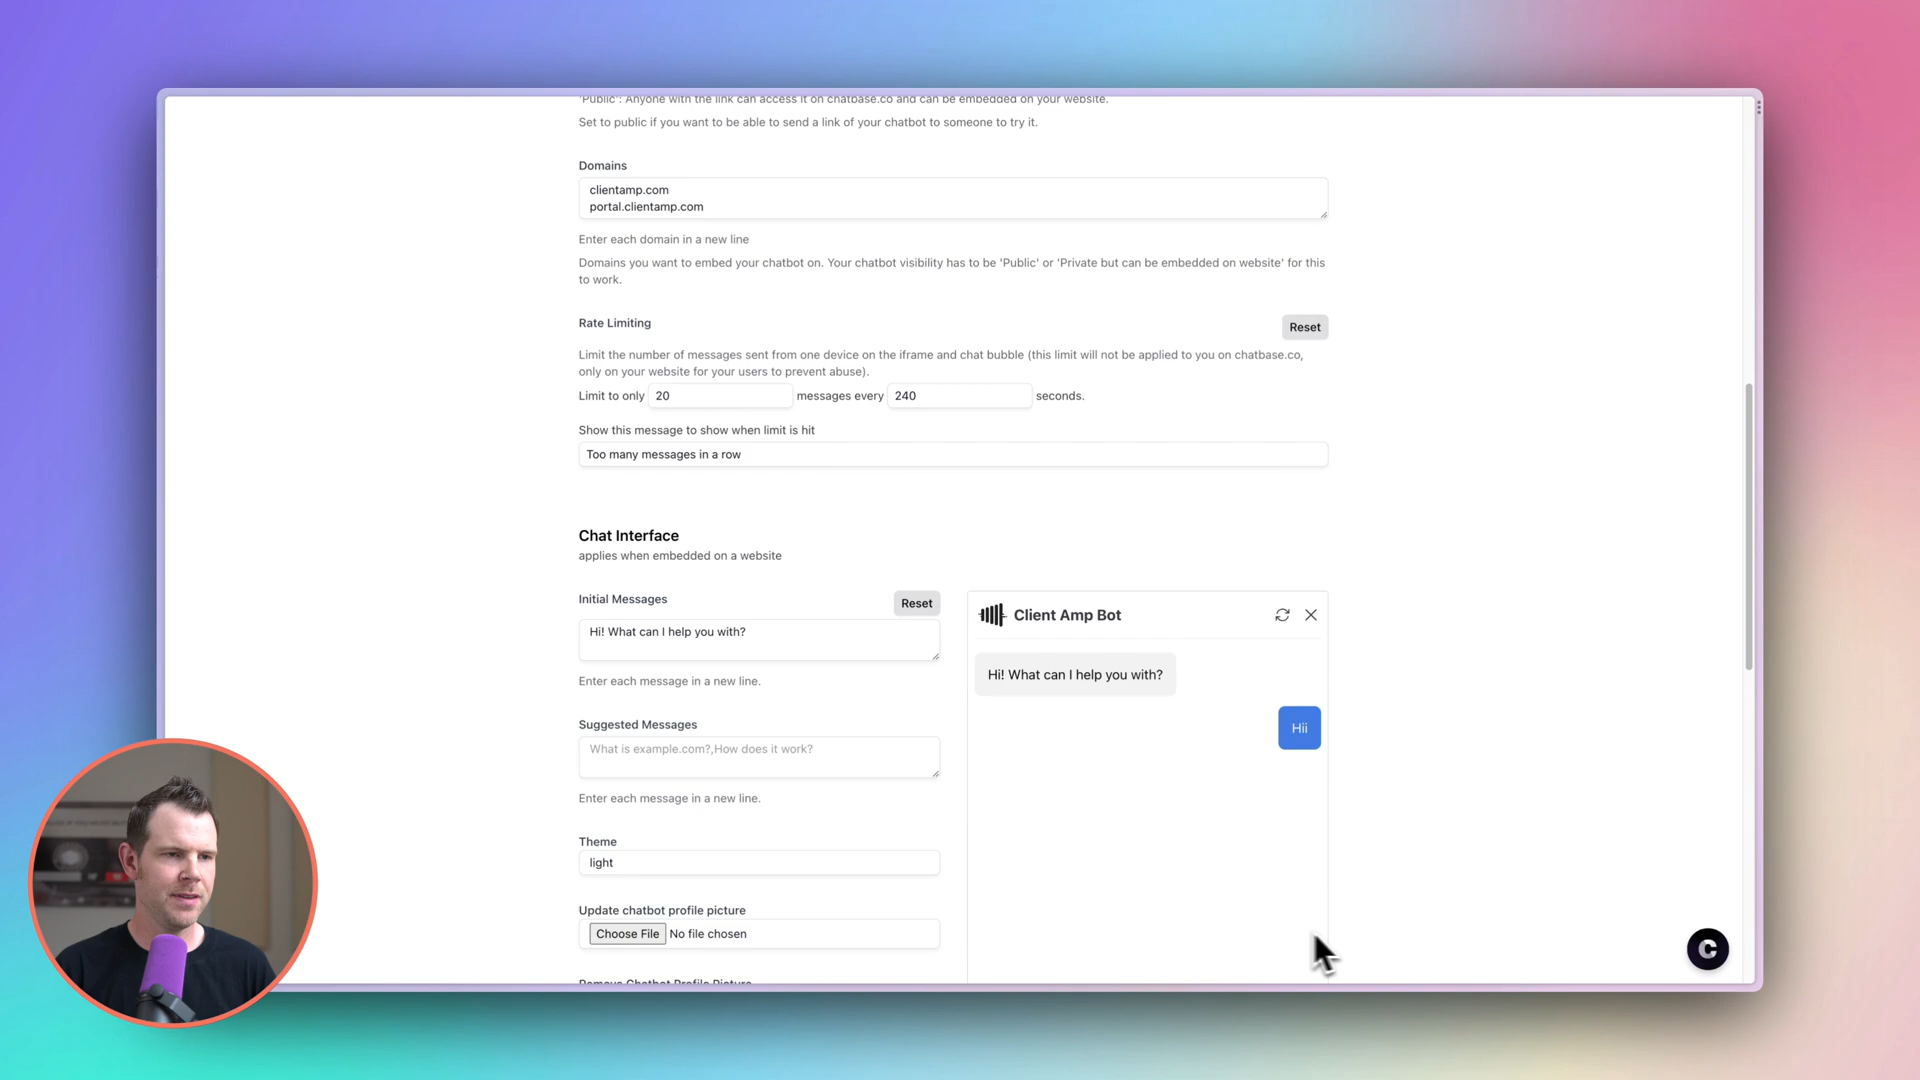 'Public': Anyone with the link can access it on chatbase.co and can be embedded on your website.
Set to public if you want to be able to send a link of your chatbot to someone to try it.
Domains
clientamp.com
portal.clientamp.com
Enter each domain in a new line
Domains you want to embed your chatbot on. Your chatbot visibility has to be 'Public' or 'Private but can be embedded on website' for this
to work.
Rate Limiting
Reset
Limit the number of messages sent from one device on the iframe and chat bubble (this limit will not be applied to you on chatbase.co,
only on your website for your users to prevent abuse).
Limit to only 20 messages every 240 seconds.
Show this message to show when limit is hit
Too many messages in a row
Chat Interface
applies when embedded on a website
Initial Messages
Reset
Hi! What can I help you with?
Enter each message in a new line.
Suggested Messages
What is example.com?,How does it work?
Enter each message in a new line.
Theme
light
Update chatbot profile picture
Choose File No file chosen
Remove Chatbot Profile Picture
Client Amp Bot
Hi! What can I help you with?
Hii
C